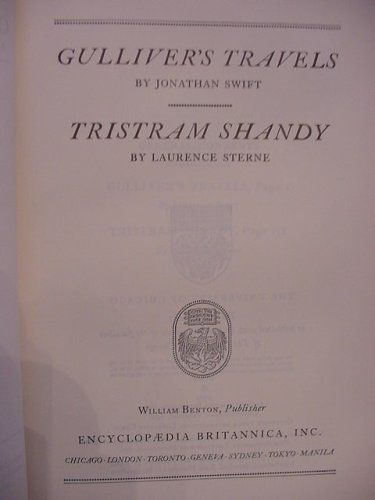 GULLIVER'S TRAVELS
BY JONATHAN SWIFT
TRISTRAM SHANDY
BY LAURENCE STERNE
WILLIAM BENTON, Publisher
ENCYCLOPÆDIA BRITANNICA, INC.
CHICAGO · LONDON · TORONTO · GENEVA · SYDNEY · TOKYO · MANILA